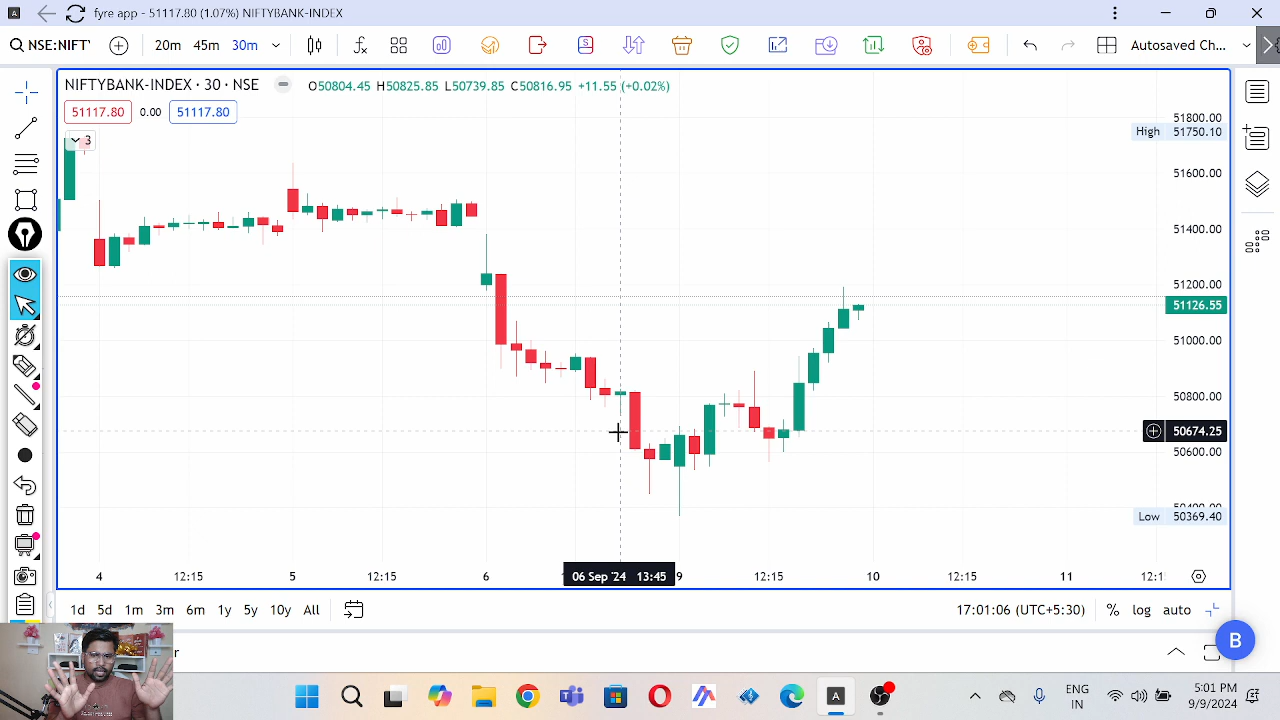 fyre app - 51117.80 (1.07%) NIFTYBANK-INDEX
NSE:NIFT
20m 45m 30m
Autosaved Ch...
NIFTYBANK-INDEX · 30 · NSE
O50804.45 H50825.85 L50739.85 C50816.95 +11.55 (+0.02%)
51117.80 0.00 51117.80
3
51800.00
High 51750.10
51600.00
51400.00
51200.00
51126.55
51000.00
50800.00
50674.25
50600.00
Low 50369.40
4 12:15 5 12:15 6 06 Sep '24 13:45 9 12:15 10 12:15 11
1d 5d 1m 3m 6m 1y 5y 10y All
17:01:06 (UTC+5:30) % log auto
B
r
ENG
IN
5:01 PM
9/9/2024